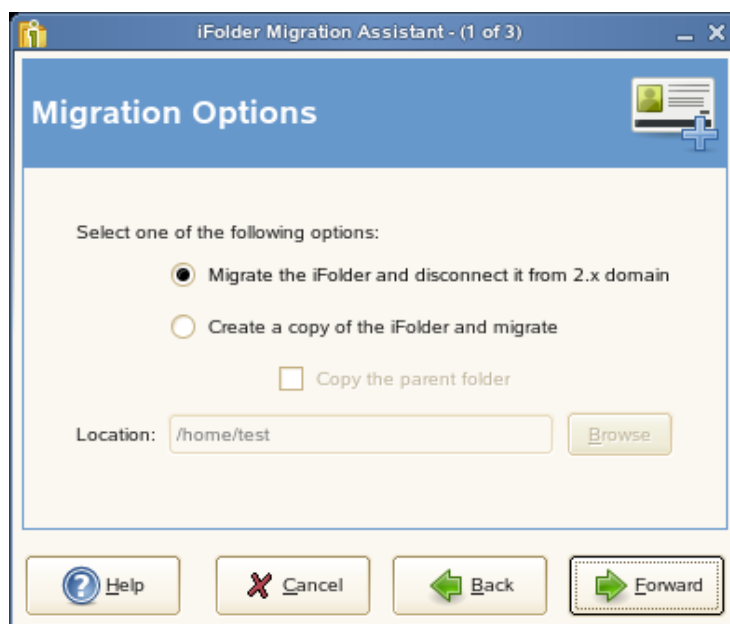 iFolder Migration Assistant - (1 of 3)
Migration Options
Select one of the following options:
Migrate the iFolder and disconnect it from 2.x domain
Create a copy of the iFolder and migrate
Copy the parent folder
Location: /home/test Browse
Help Cancel Back Forward